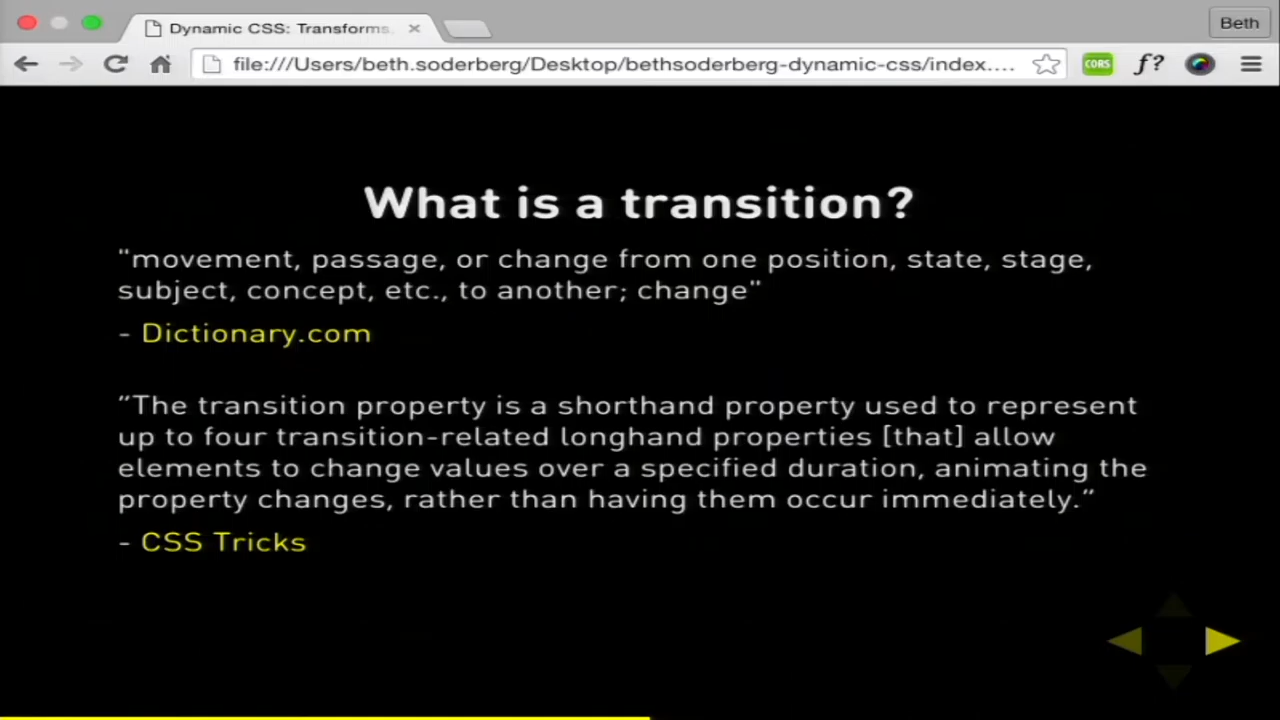 Dynamic CSS: Transforms,
Beth
file:///Users/beth.soderberg/Desktop/bethsoderberg-dynamic-css/index....
CORS
f?
What is a transition?
"movement, passage, or change from one position, state, stage,
subject, concept, etc., to another; change"
- Dictionary.com
“The transition property is a shorthand property used to represent
up to four transition-related longhand properties [that] allow
elements to change values over a specified duration, animating the
property changes, rather than having them occur immediately.”
- CSS Tricks